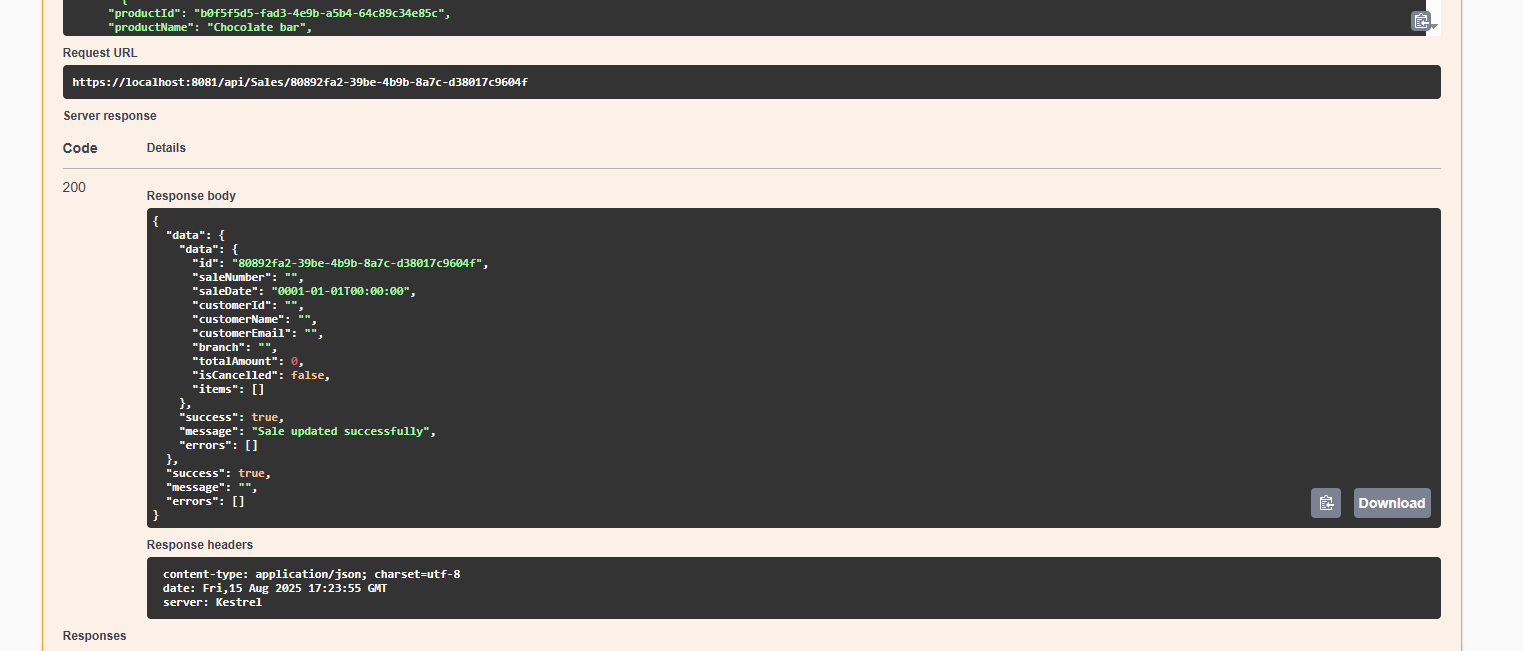 {
"productId": "b0f5f5d5-fad3-4e9b-a5b4-64c89c34e85c",
"productName": "Chocolate bar",
Request URL
https://localhost:8081/api/Sales/80892fa2-39be-4b9b-8a7c-d38017c9604f
Server response
Code Details
200
Response body
{
  "data": {
    "data": {
      "id": "80892fa2-39be-4b9b-8a7c-d38017c9604f",
      "saleNumber": "",
      "saleDate": "0001-01-01T00:00:00",
      "customerId": "",
      "customerName": "",
      "customerEmail": "",
      "branch": "",
      "totalAmount": 0,
      "isCancelled": false,
      "items": []
    },
    "success": true,
    "message": "Sale updated successfully",
    "errors": []
  },
  "success": true,
  "message": "",
  "errors": []
}
Download
Response headers
content-type: application/json; charset=utf-8
date: Fri,15 Aug 2025 17:23:55 GMT
server: Kestrel
Responses